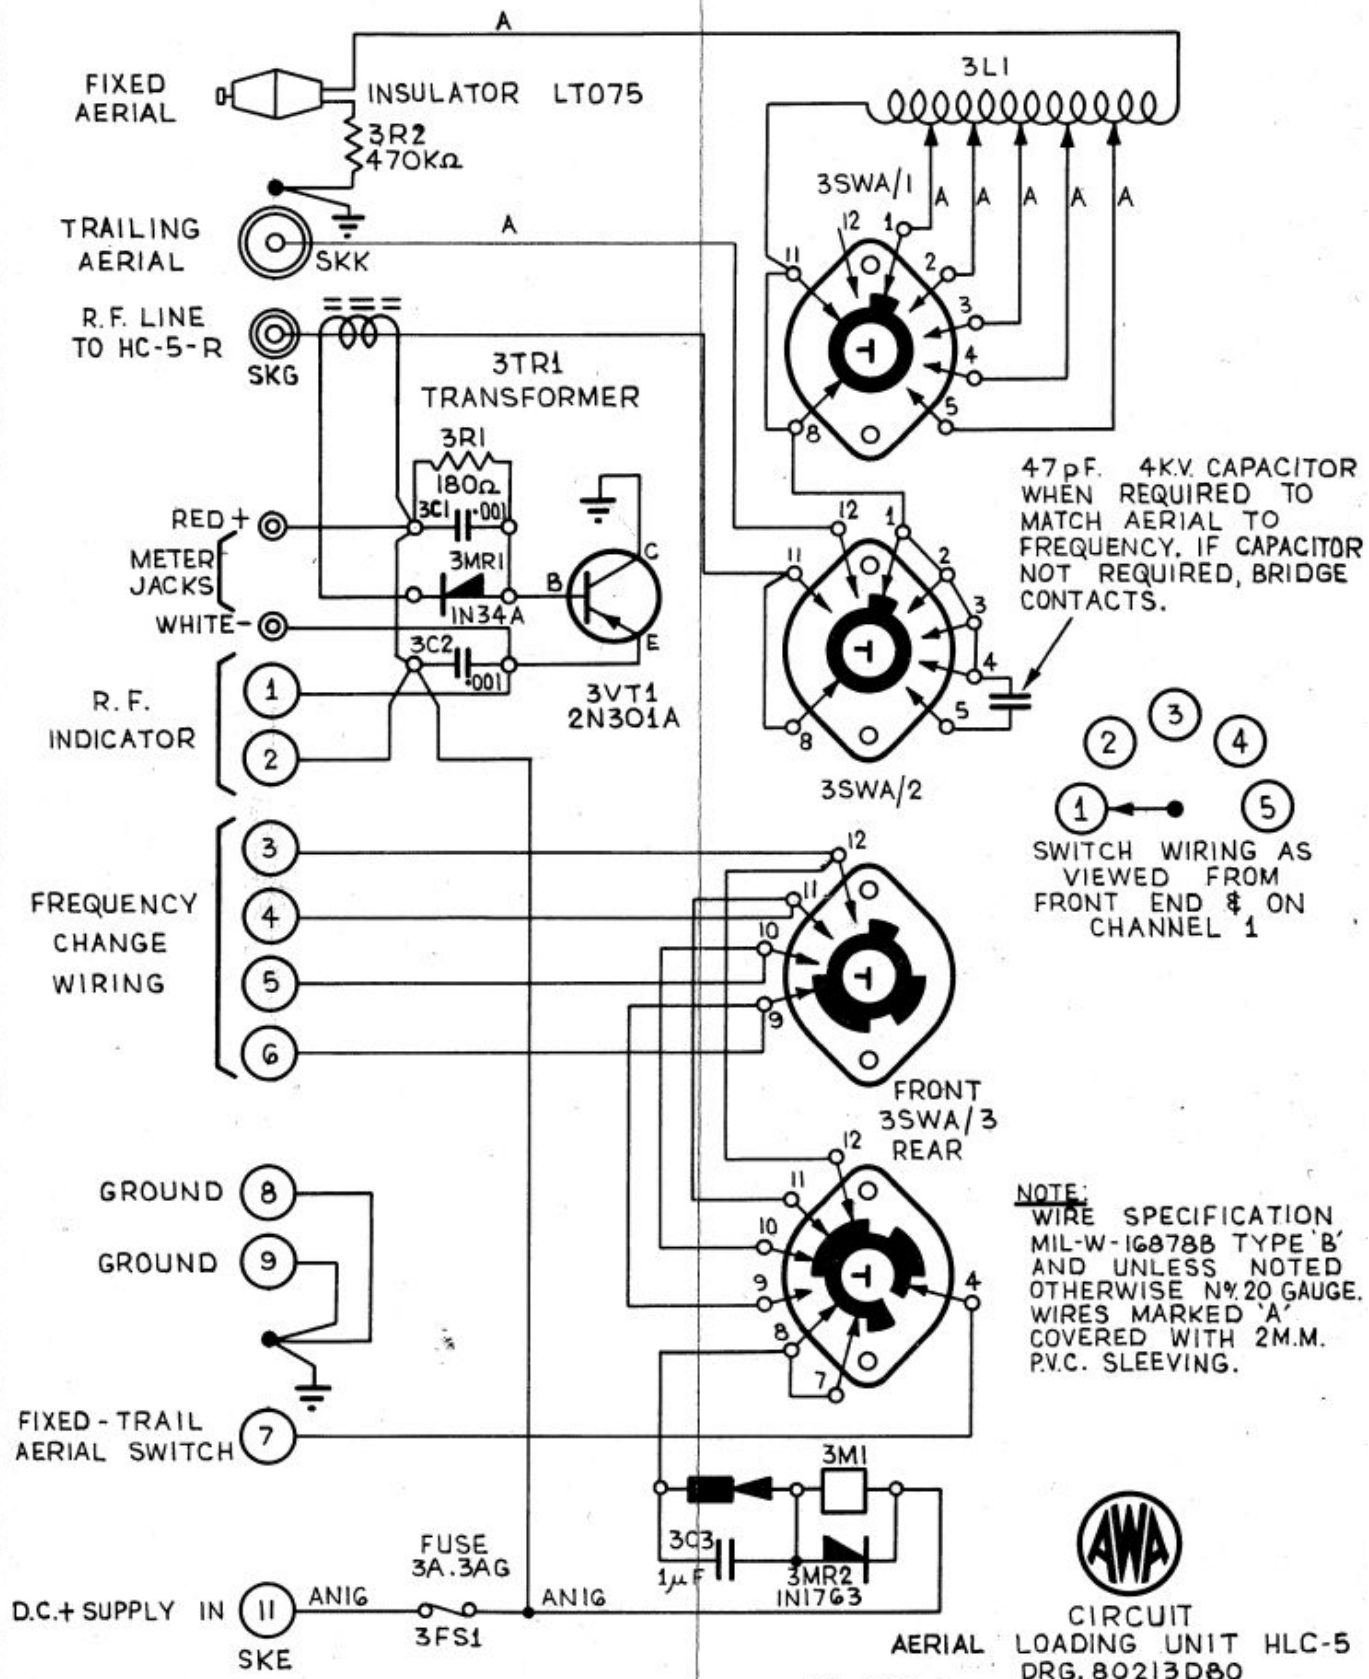 A
FIXED
AERIAL
INSULATOR LT075
3R2
470KΩ
3L1
3SWA/1
A A A A A
12 1
11 2
3
4
5
8
TRAILING
AERIAL
SKK
A
R.F. LINE
TO HC-5-R
SKG
3TR1
TRANSFORMER
3R1
180Ω
3C1 .001
RED +
METER
JACKS
WHITE -
3MR1
1N34A
B
C
E
3C2
.001
3VT1
2N301A
R.F.
INDICATOR
1
2
47pF. 4KV. CAPACITOR
WHEN REQUIRED TO
MATCH AERIAL TO
FREQUENCY. IF CAPACITOR
NOT REQUIRED, BRIDGE
CONTACTS.
12 1
11 2
3
4
5
8
3SWA/2
1 2 3 4 5
SWITCH WIRING AS
VIEWED FROM
FRONT END & ON
CHANNEL 1
FREQUENCY
CHANGE
WIRING
3
4
5
6
12
11
10
9
FRONT
3SWA/3
REAR
12
11
10
9
8
7
4
GROUND 8
GROUND 9
NOTE:
WIRE SPECIFICATION
MIL-W-16878B TYPE 'B'
AND UNLESS NOTED
OTHERWISE Nº. 20 GAUGE.
WIRES MARKED 'A'
COVERED WITH 2M.M.
P.V.C. SLEEVING.
FIXED - TRAIL
AERIAL SWITCH 7
3M1
3C3
1µF
3MR2
IN1763
FUSE
3A.3AG
D.C.+ SUPPLY IN 11 AN16
3FS1
AN16
SKE
AWA
CIRCUIT
AERIAL LOADING UNIT HLC-5
DRG. 80213D80